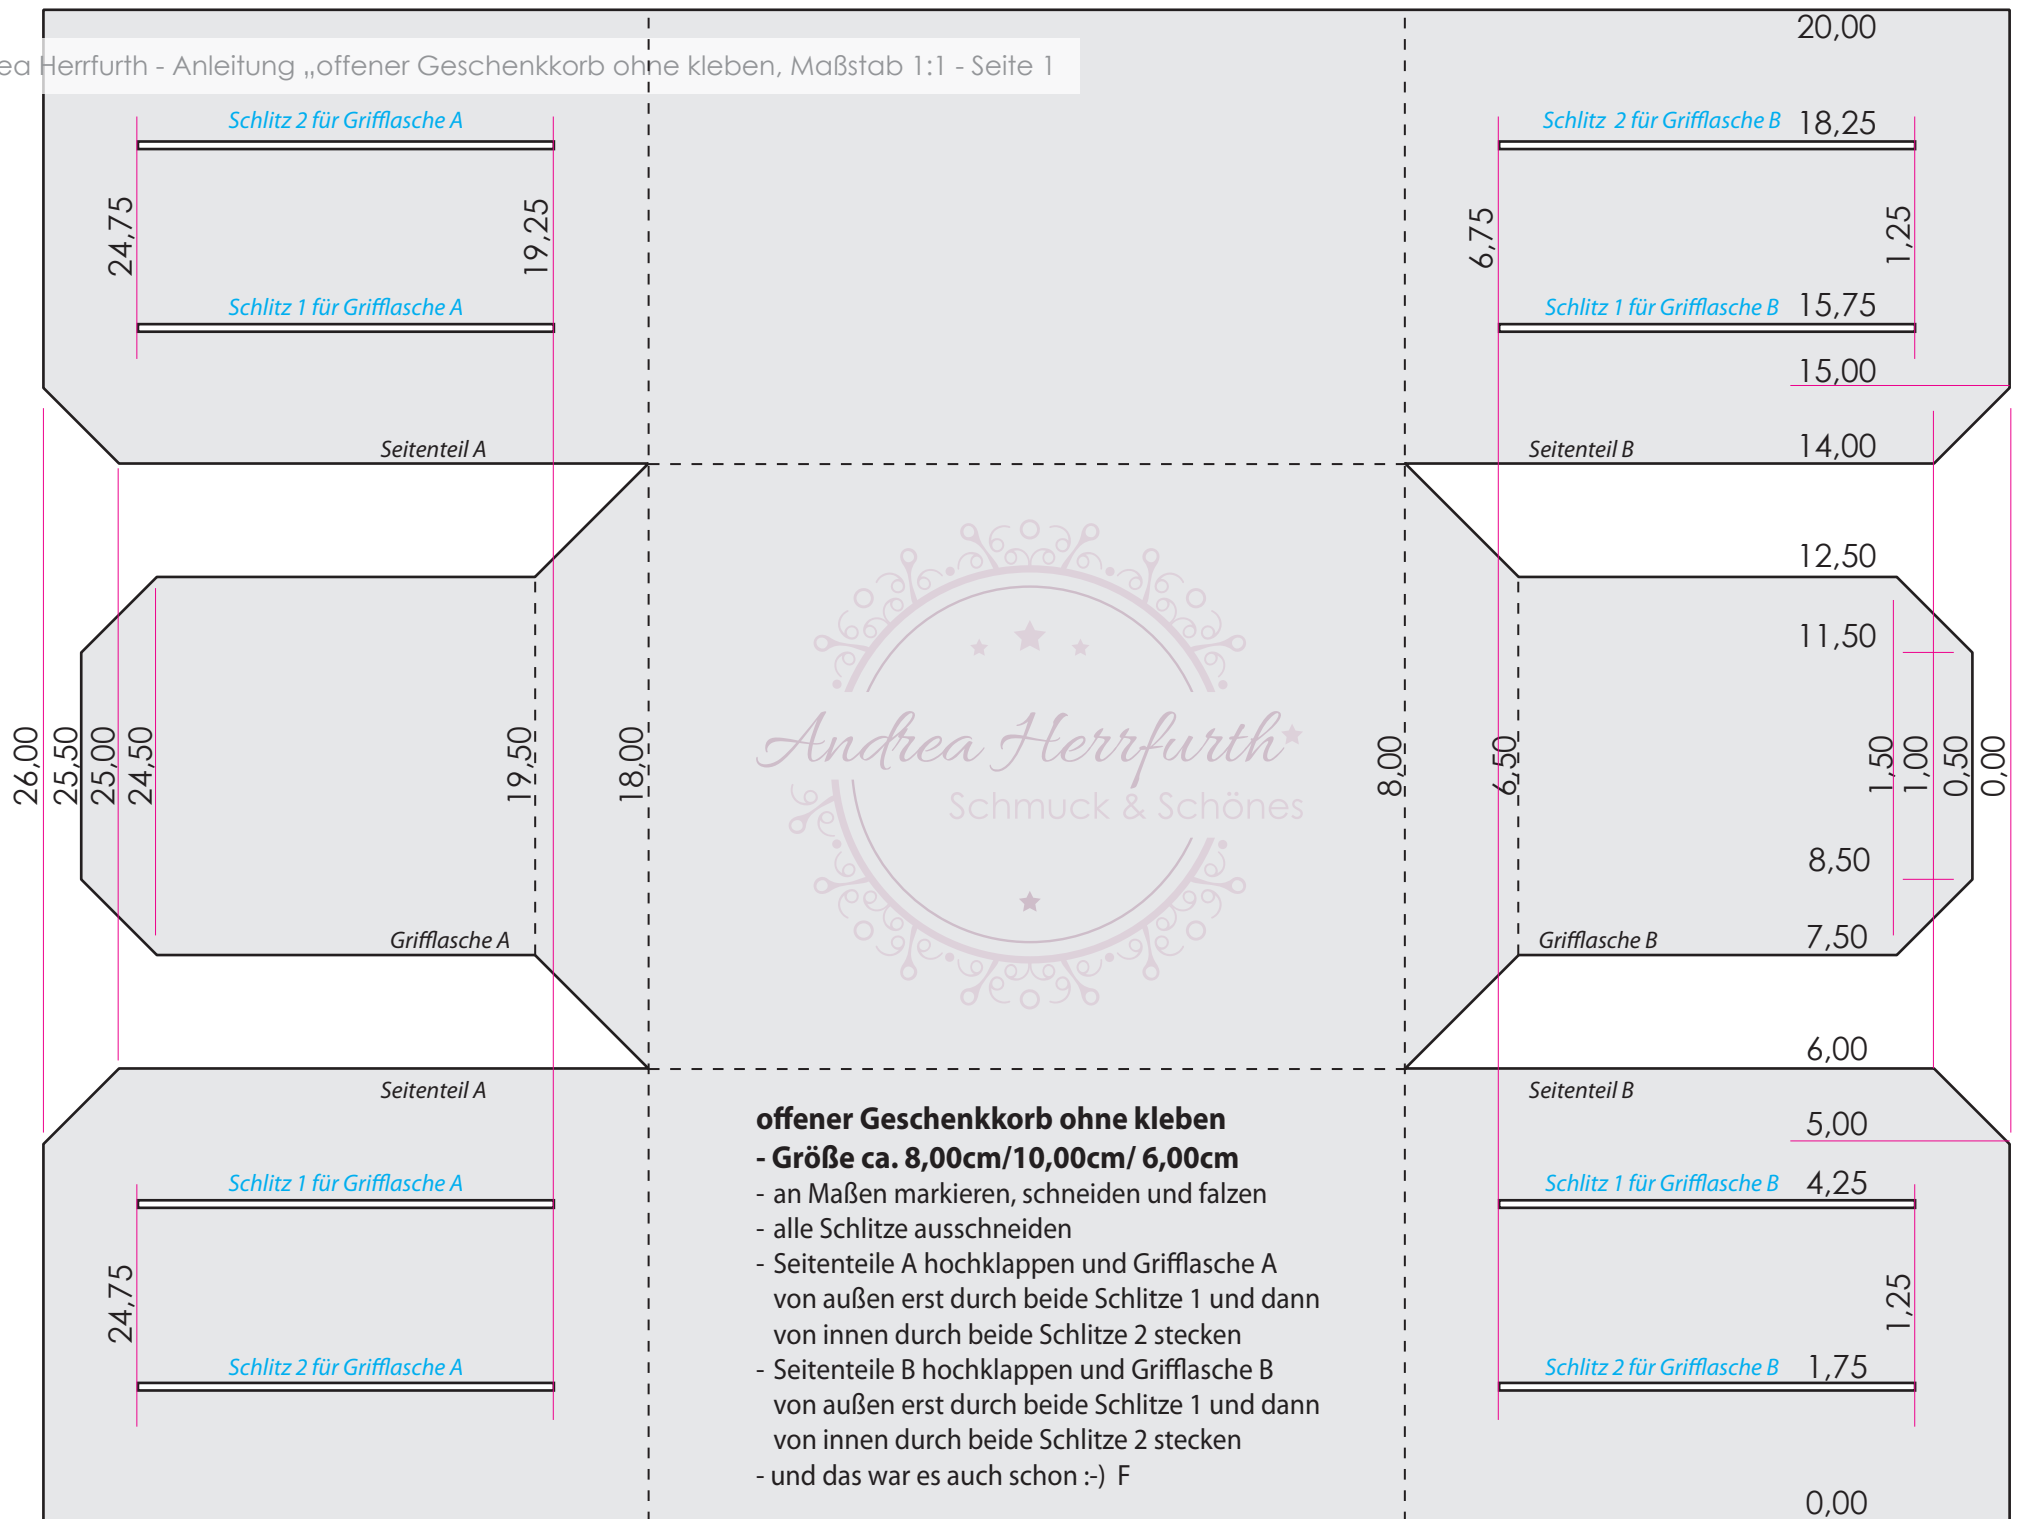 20,00
ea Herrfurth - Anleitung „offener Geschenkkorb ohne kleben, Maßstab 1:1 - Seite 1
Schlitz 2 für Grifflasche A
Schlitz 2 für Grifflasche B 18,25
24,75
19,25
6,75
1,25
Schlitz 1 für Grifflasche A
Schlitz 1 für Grifflasche B 15,75
15,00
Seitenteil A
Seitenteil B 14,00
12,50
11,50
26,00
25,50
25,00
24,50
19,50
18,00
Andrea Herrfurth
Schmuck & Schönes
8,00
6,50
1,50
1,00
0,50
0,00
8,50
Grifflasche A
Grifflasche B 7,50
6,00
Seitenteil A
Seitenteil B
offener Geschenkkorb ohne kleben
5,00
- Größe ca. 8,00cm/10,00cm/ 6,00cm
Schlitz 1 für Grifflasche A
- an Maßen markieren, schneiden und falzen
Schlitz 1 für Grifflasche B 4,25
- alle Schlitze ausschneiden
- Seitenteile A hochklappen und Grifflasche A
von außen erst durch beide Schlitze 1 und dann
von innen durch beide Schlitze 2 stecken
24,75
1,25
- Seitenteile B hochklappen und Grifflasche B
von außen erst durch beide Schlitze 1 und dann
von innen durch beide Schlitze 2 stecken
Schlitz 2 für Grifflasche A
Schlitz 2 für Grifflasche B 1,75
- und das war es auch schon :-) F
0,00